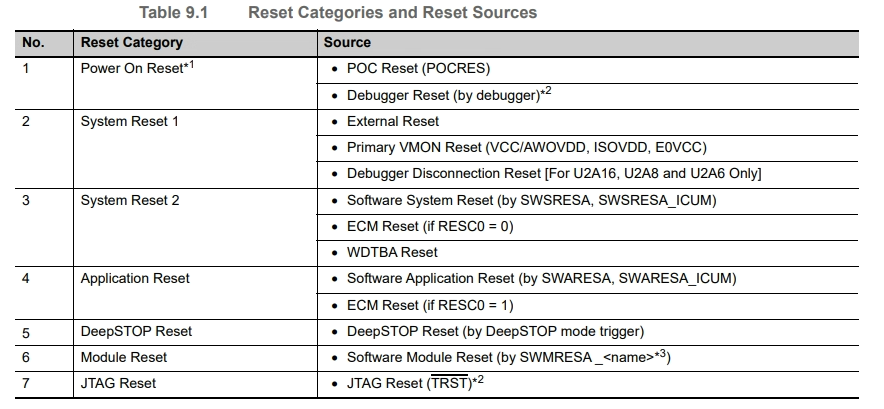 Table 9.1 Reset Categories and Reset Sources
No. Reset Category Source
1 Power On Reset*1 • POC Reset (POCRES)
• Debugger Reset (by debugger)*2
2 System Reset 1 • External Reset
• Primary VMON Reset (VCC/AWOVDD, ISOVDD, E0VCC)
• Debugger Disconnection Reset [For U2A16, U2A8 and U2A6 Only]
3 System Reset 2 • Software System Reset (by SWSRESA, SWSRESA_ICUM)
• ECM Reset (if RESC0 = 0)
• WDTBA Reset
4 Application Reset • Software Application Reset (by SWARESA, SWARESA_ICUM)
• ECM Reset (if RESC0 = 1)
5 DeepSTOP Reset • DeepSTOP Reset (by DeepSTOP mode trigger)
6 Module Reset • Software Module Reset (by SWMRESA _<name>*3)
7 JTAG Reset • JTAG Reset (TRST)*2